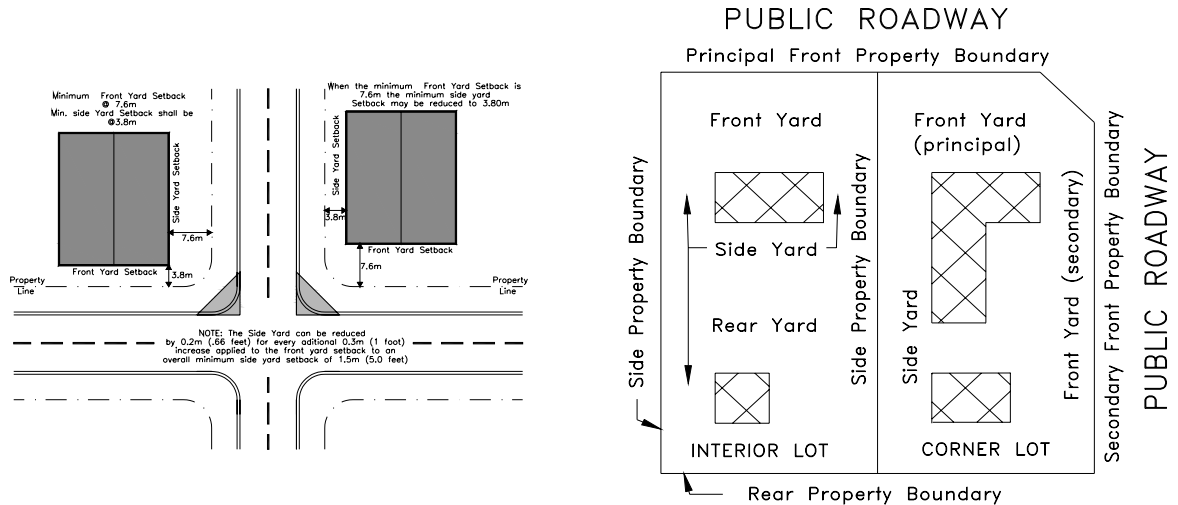 Minimum Front Yard Setback
@ 7.6m
Min. side Yard Setback shall be
@3.8m
Side Yard Setback
7.6m
Front Yard Setback
3.8m
Property
Line
When the minimum Front Yard Setback is
7.6m the minimum side yard
Setback may be reduced to 3.80m
Side Yard Setback
3.8m
Front Yard Setback
7.6m
Property
Line
NOTE: The Side Yard can be reduced
by 0.2m (.66 feet) for every aditional 0.3m (1 foot)
increase applied to the front yard setback to an
overall minimum side yard setback of 1.5m (5.0 feet)
PUBLIC ROADWAY
Principal Front Property Boundary
Front Yard
Front Yard
(principal)
Side Property Boundary
Side Yard
Side Property Boundary
Rear Yard
Side Yard
Front Yard (secondary)
Secondary Front Property Boundary
PUBLIC ROADWAY
INTERIOR LOT
CORNER LOT
Rear Property Boundary